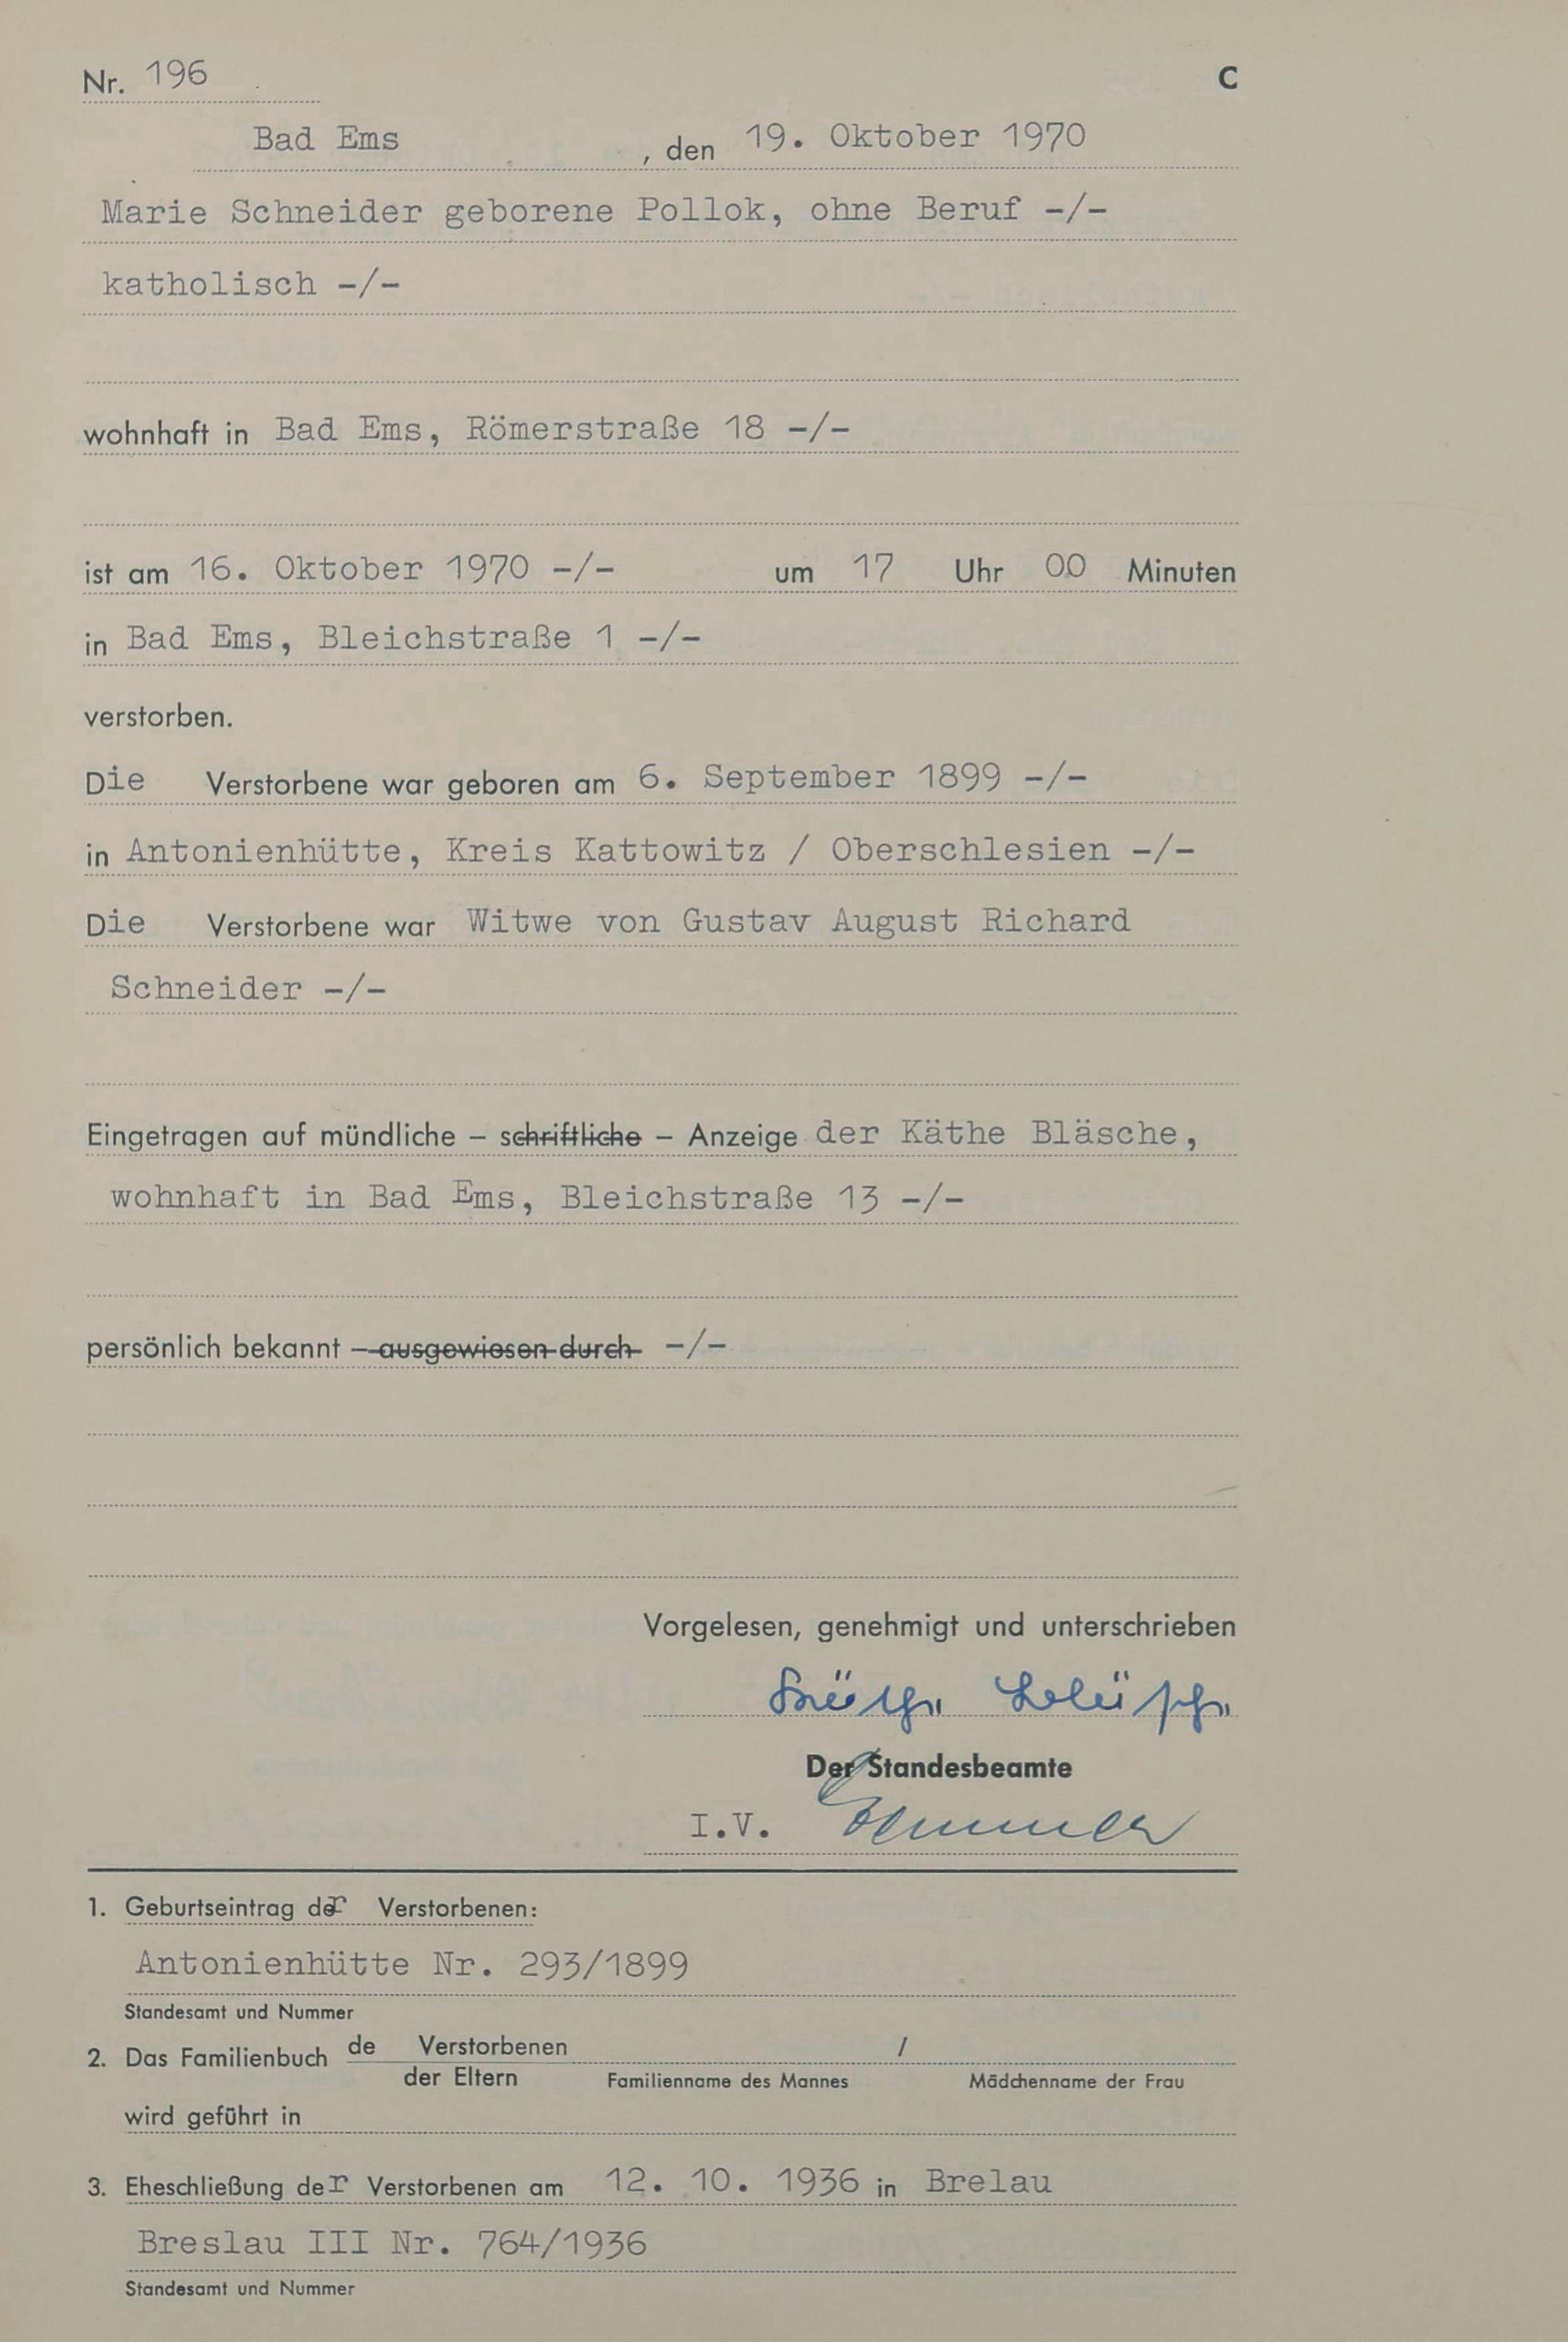 Nr. 196 C
Bad Ems , den 19. Oktober 1970
Marie Schneider geborene Pollok, ohne Beruf -/-
katholisch -/-
wohnhaft in Bad Ems, Römerstraße 18 -/-
ist am 16. Oktober 1970 -/- um 17 Uhr 00 Minuten
in Bad Ems, Bleichstraße 1 -/-
verstorben.
Die Verstorbene war geboren am 6. September 1899 -/-
in Antonienhütte, Kreis Kattowitz / Oberschlesien -/-
Die Verstorbene war Witwe von Gustav August Richard
Schneider -/-
Eingetragen auf mündliche – schriftliche – Anzeige der Käthe Bläsche,
wohnhaft in Bad Ems, Bleichstraße 13 -/-
persönlich bekannt – ausgewiesen durch -/-
Vorgelesen, genehmigt und unterschrieben
Käthe Bläsche
Der Standesbeamte
I.V.
1. Geburtseintrag der Verstorbenen:
Antonienhütte Nr. 293/1899
Standesamt und Nummer
2. Das Familienbuch de Verstorbenen /
der Eltern Familienname des Mannes Mädchenname der Frau
wird geführt in
3. Eheschließung der Verstorbenen am 12. 10. 1936 in Brelau
Breslau III Nr. 764/1936
Standesamt und Nummer